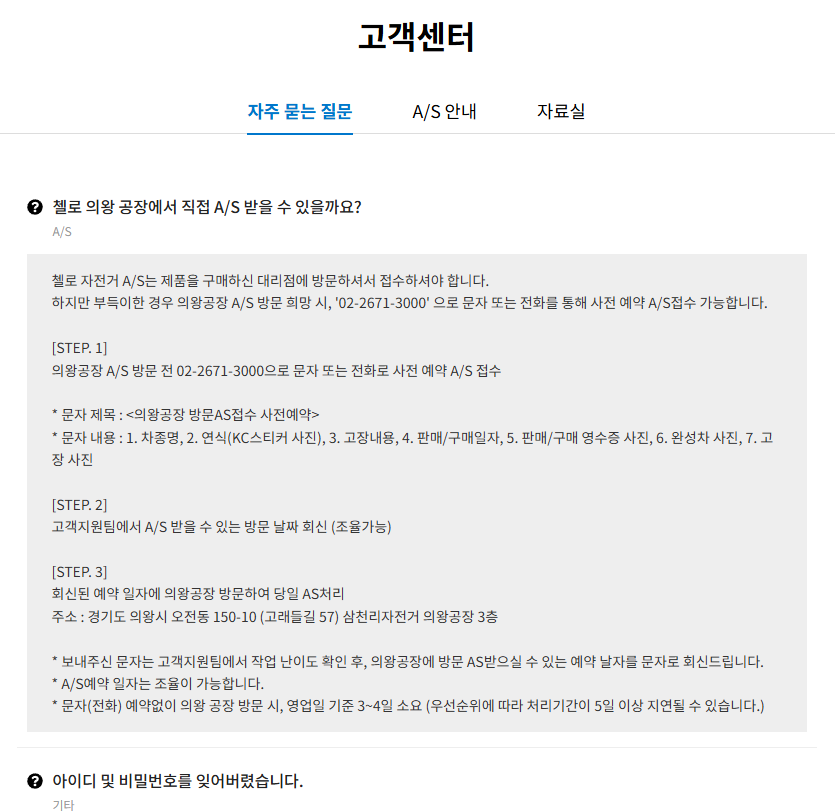 고객센터
자주 묻는 질문
A/S 안내
자료실
첼로 의왕 공장에서 직접 A/S 받을 수 있을까요?
A/S
첼로 자전거 A/S는 제품을 구매하신 대리점에 방문하셔서 접수하셔야 합니다.
하지만 부득이한 경우 의왕공장 A/S 방문 희망 시, '02-2671-3000' 으로 문자 또는 전화를 통해 사전 예약 A/S접수 가능합니다.
[STEP. 1]
의왕공장 A/S 방문 전 02-2671-3000으로 문자 또는 전화로 사전 예약 A/S 접수
* 문자 제목 : <의왕공장 방문AS접수 사전예약>
* 문자 내용 : 1. 차종명, 2. 연식(KC스티커 사진), 3. 고장내용, 4. 판매/구매일자, 5. 판매/구매 영수증 사진, 6. 완성차 사진, 7. 고
장 사진
[STEP. 2]
고객지원팀에서 A/S 받을 수 있는 방문 날짜 회신 (조율가능)
[STEP. 3]
회신된 예약 일자에 의왕공장 방문하여 당일 AS처리
주소 : 경기도 의왕시 오전동 150-10 (고래들길 57) 삼천리자전거 의왕공장 3층
* 보내주신 문자는 고객지원팀에서 작업 난이도 확인 후, 의왕공장에 방문 AS받으실 수 있는 예약 날자를 문자로 회신드립니다.
* A/S예약 일자는 조율이 가능합니다.
* 문자(전화) 예약없이 의왕 공장 방문 시, 영업일 기준 3~4일 소요 (우선순위에 따라 처리기간이 5일 이상 지연될 수 있습니다.)
아이디 및 비밀번호를 잊어버렸습니다.
기타